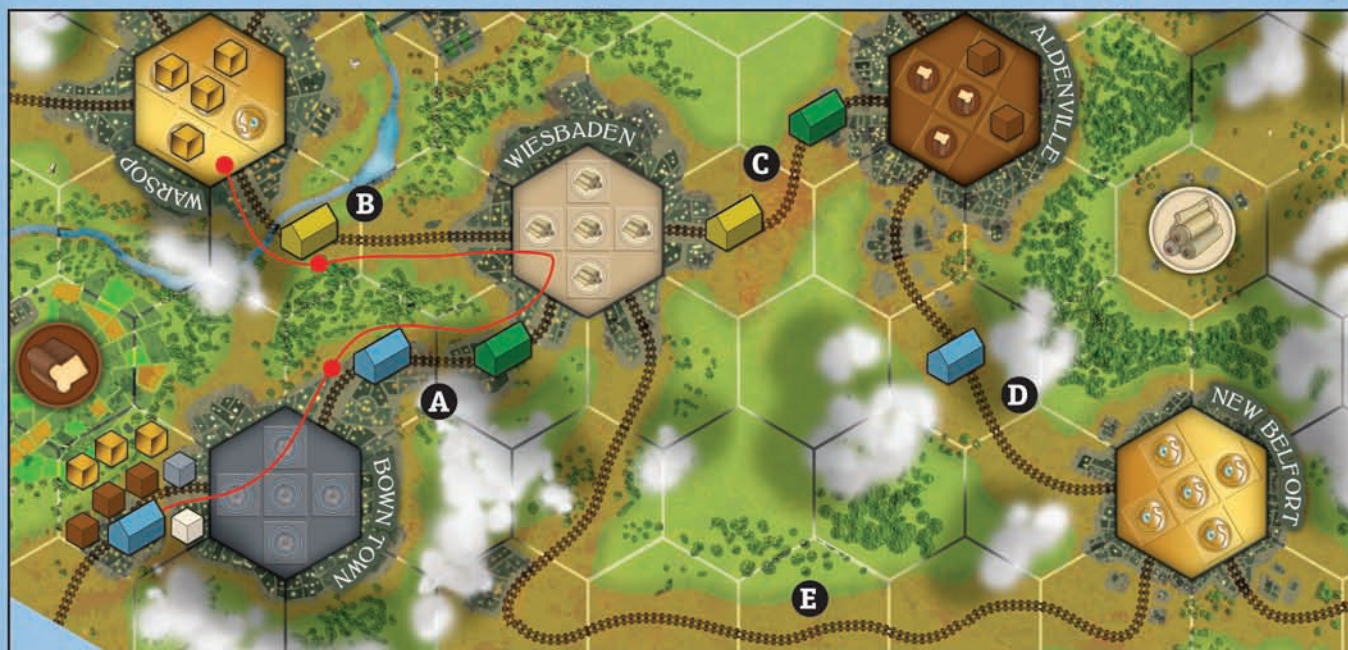 WARSOP
WIESBADEN
ALDENVILLE
B
C
A
D
BOWN TOWN
NEW BELFORT
E